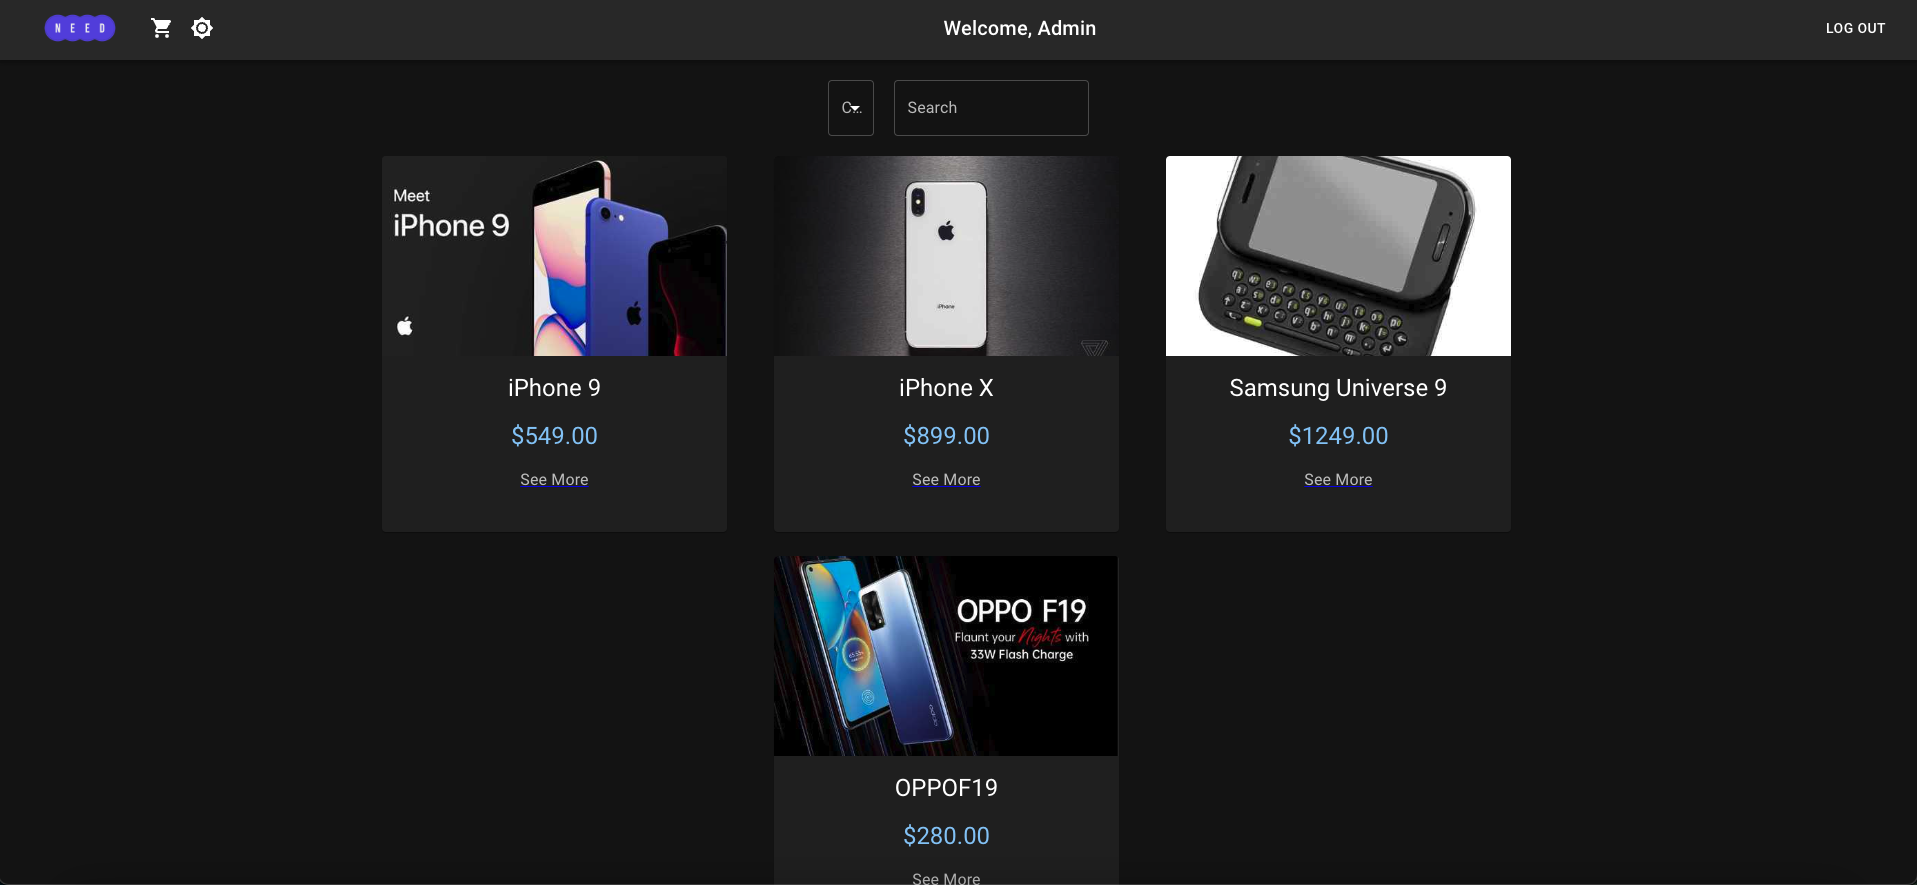 NEED
Welcome, Admin
LOG OUT
C...
Search
Meet
iPhone 9
iPhone
iPhone 9
$549.00
See More
iPhone X
$899.00
See More
Samsung Universe 9
$1249.00
See More
OPPO F19
Flaunt your Nights with
33W Flash Charge
OPPOF19
$280.00
See More